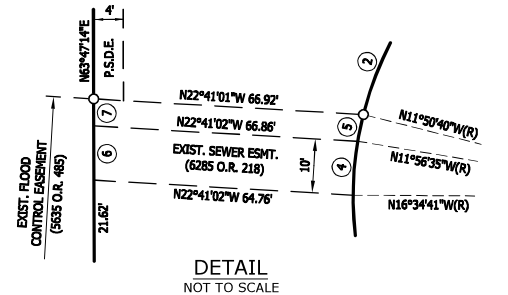 4'
N63°47'14"E
P.S.D.E.
2
N22°41'01"W 66.92'
7
N22°41'02"W 66.86'
5
N11°50'40"W(R)
6
EXIST. SEWER ESMT.
(6285 O.R. 218)
10'
4
N11°56'35"W(R)
N22°41'02"W 64.76'
N16°34'41"W(R)
EXIST. FLOOD
CONTROL EASEMENT
(5635 O.R. 485)
21.62'
DETAIL
NOT TO SCALE